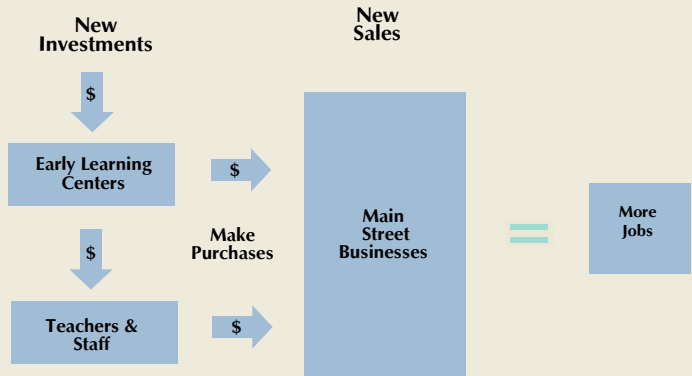 New
Investments
New
Sales
$
Early Learning
Centers
$
$
Make
Purchases
Main
Street
Businesses
More
Jobs
Teachers &
Staff
$